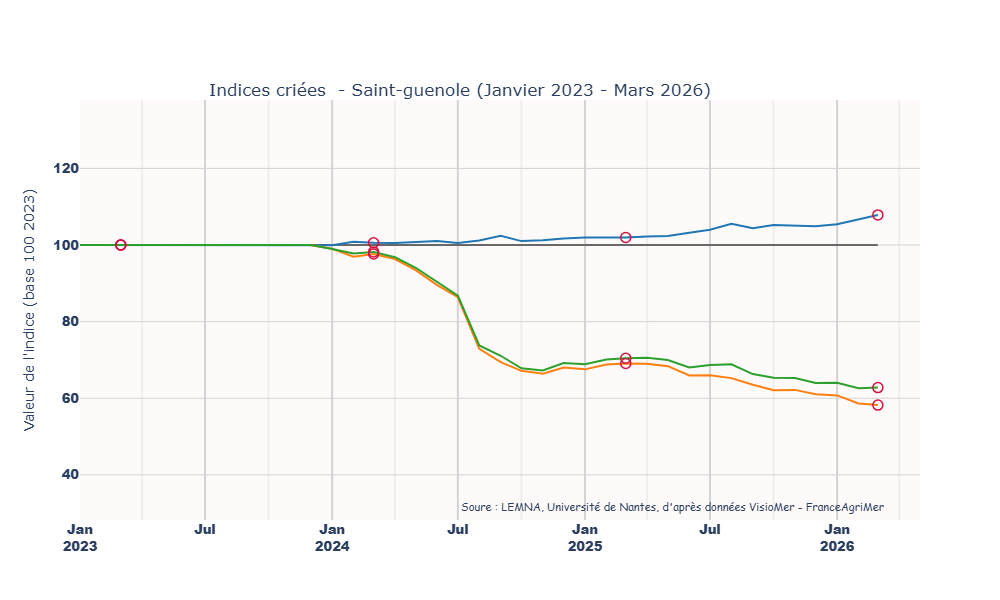 Indices criées  - Saint-guenole (Janvier 2023 - Mars 2026)
Valeur de l'indice (base 100 2023)
120
100
80
60
40
Soure : LEMNA, Université de Nantes, d'après données VisioMer - FranceAgriMer
Jan Jul Jan Jul Jan Jul Jan
2023 2024 2025 2026